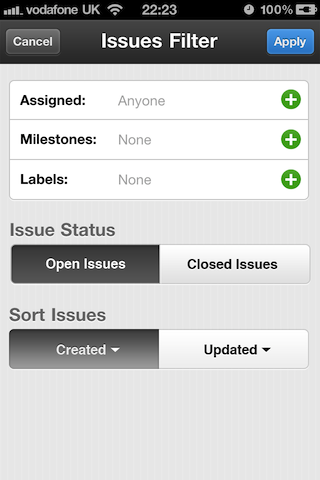 vodafone UK 22:23 100%
Cancel Issues Filter Apply
Assigned: Anyone
Milestones: None
Labels: None
Issue Status
Open Issues Closed Issues
Sort Issues
Created Updated